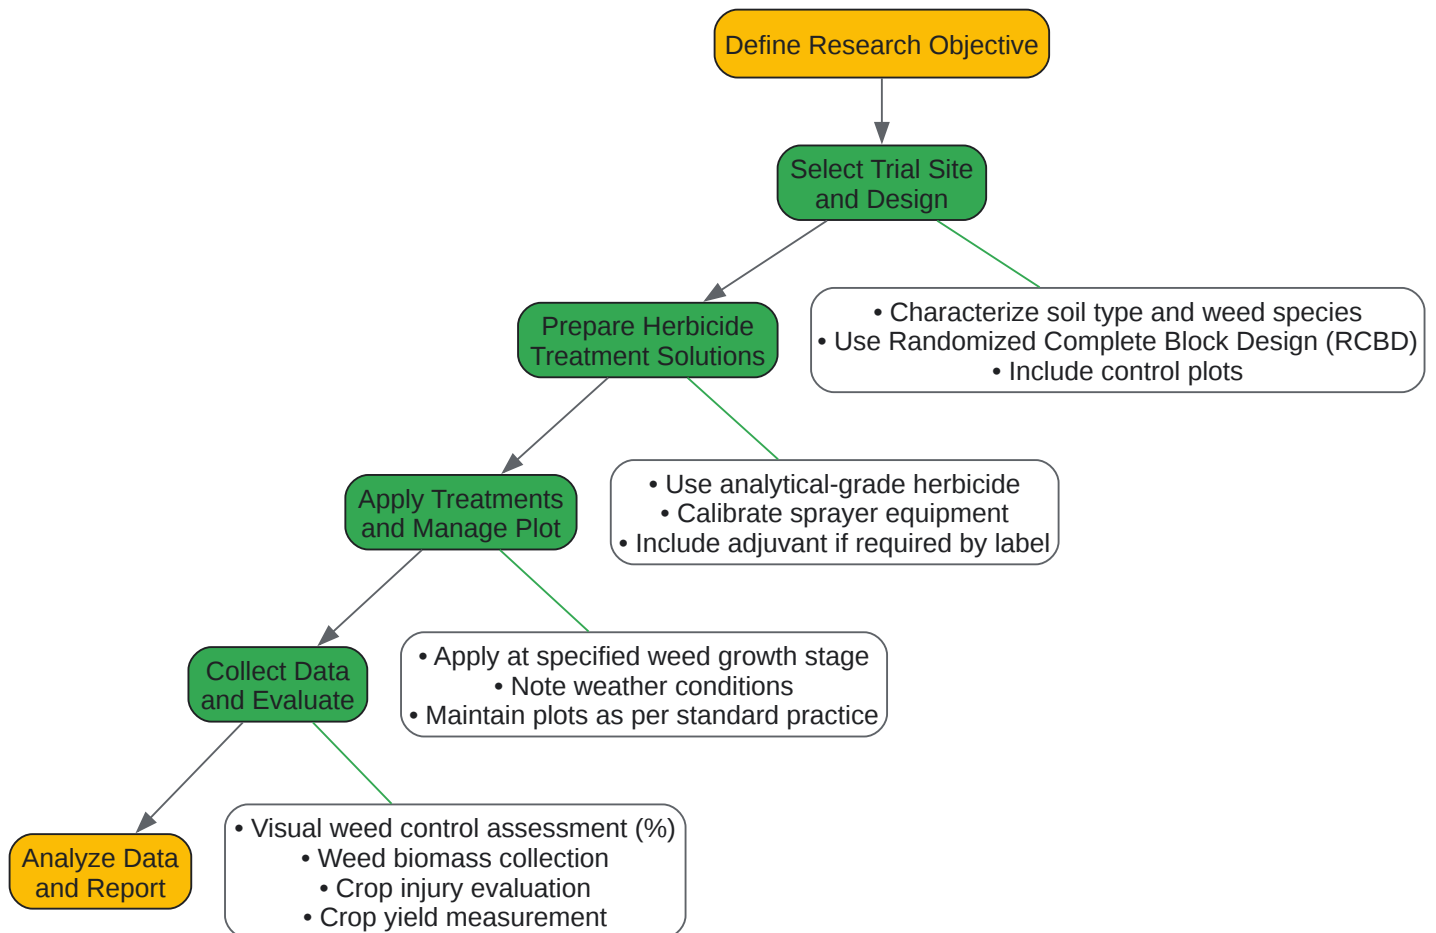 Define Research Objective
Select Trial Site
and Design
• Characterize soil type and weed species
• Use Randomized Complete Block Design (RCBD)
• Include control plots
Prepare Herbicide
Treatment Solutions
• Use analytical-grade herbicide
• Calibrate sprayer equipment
• Include adjuvant if required by label
Apply Treatments
and Manage Plot
• Apply at specified weed growth stage
• Note weather conditions
• Maintain plots as per standard practice
Collect Data
and Evaluate
• Visual weed control assessment (%)
• Weed biomass collection
• Crop injury evaluation
• Crop yield measurement
Analyze Data
and Report